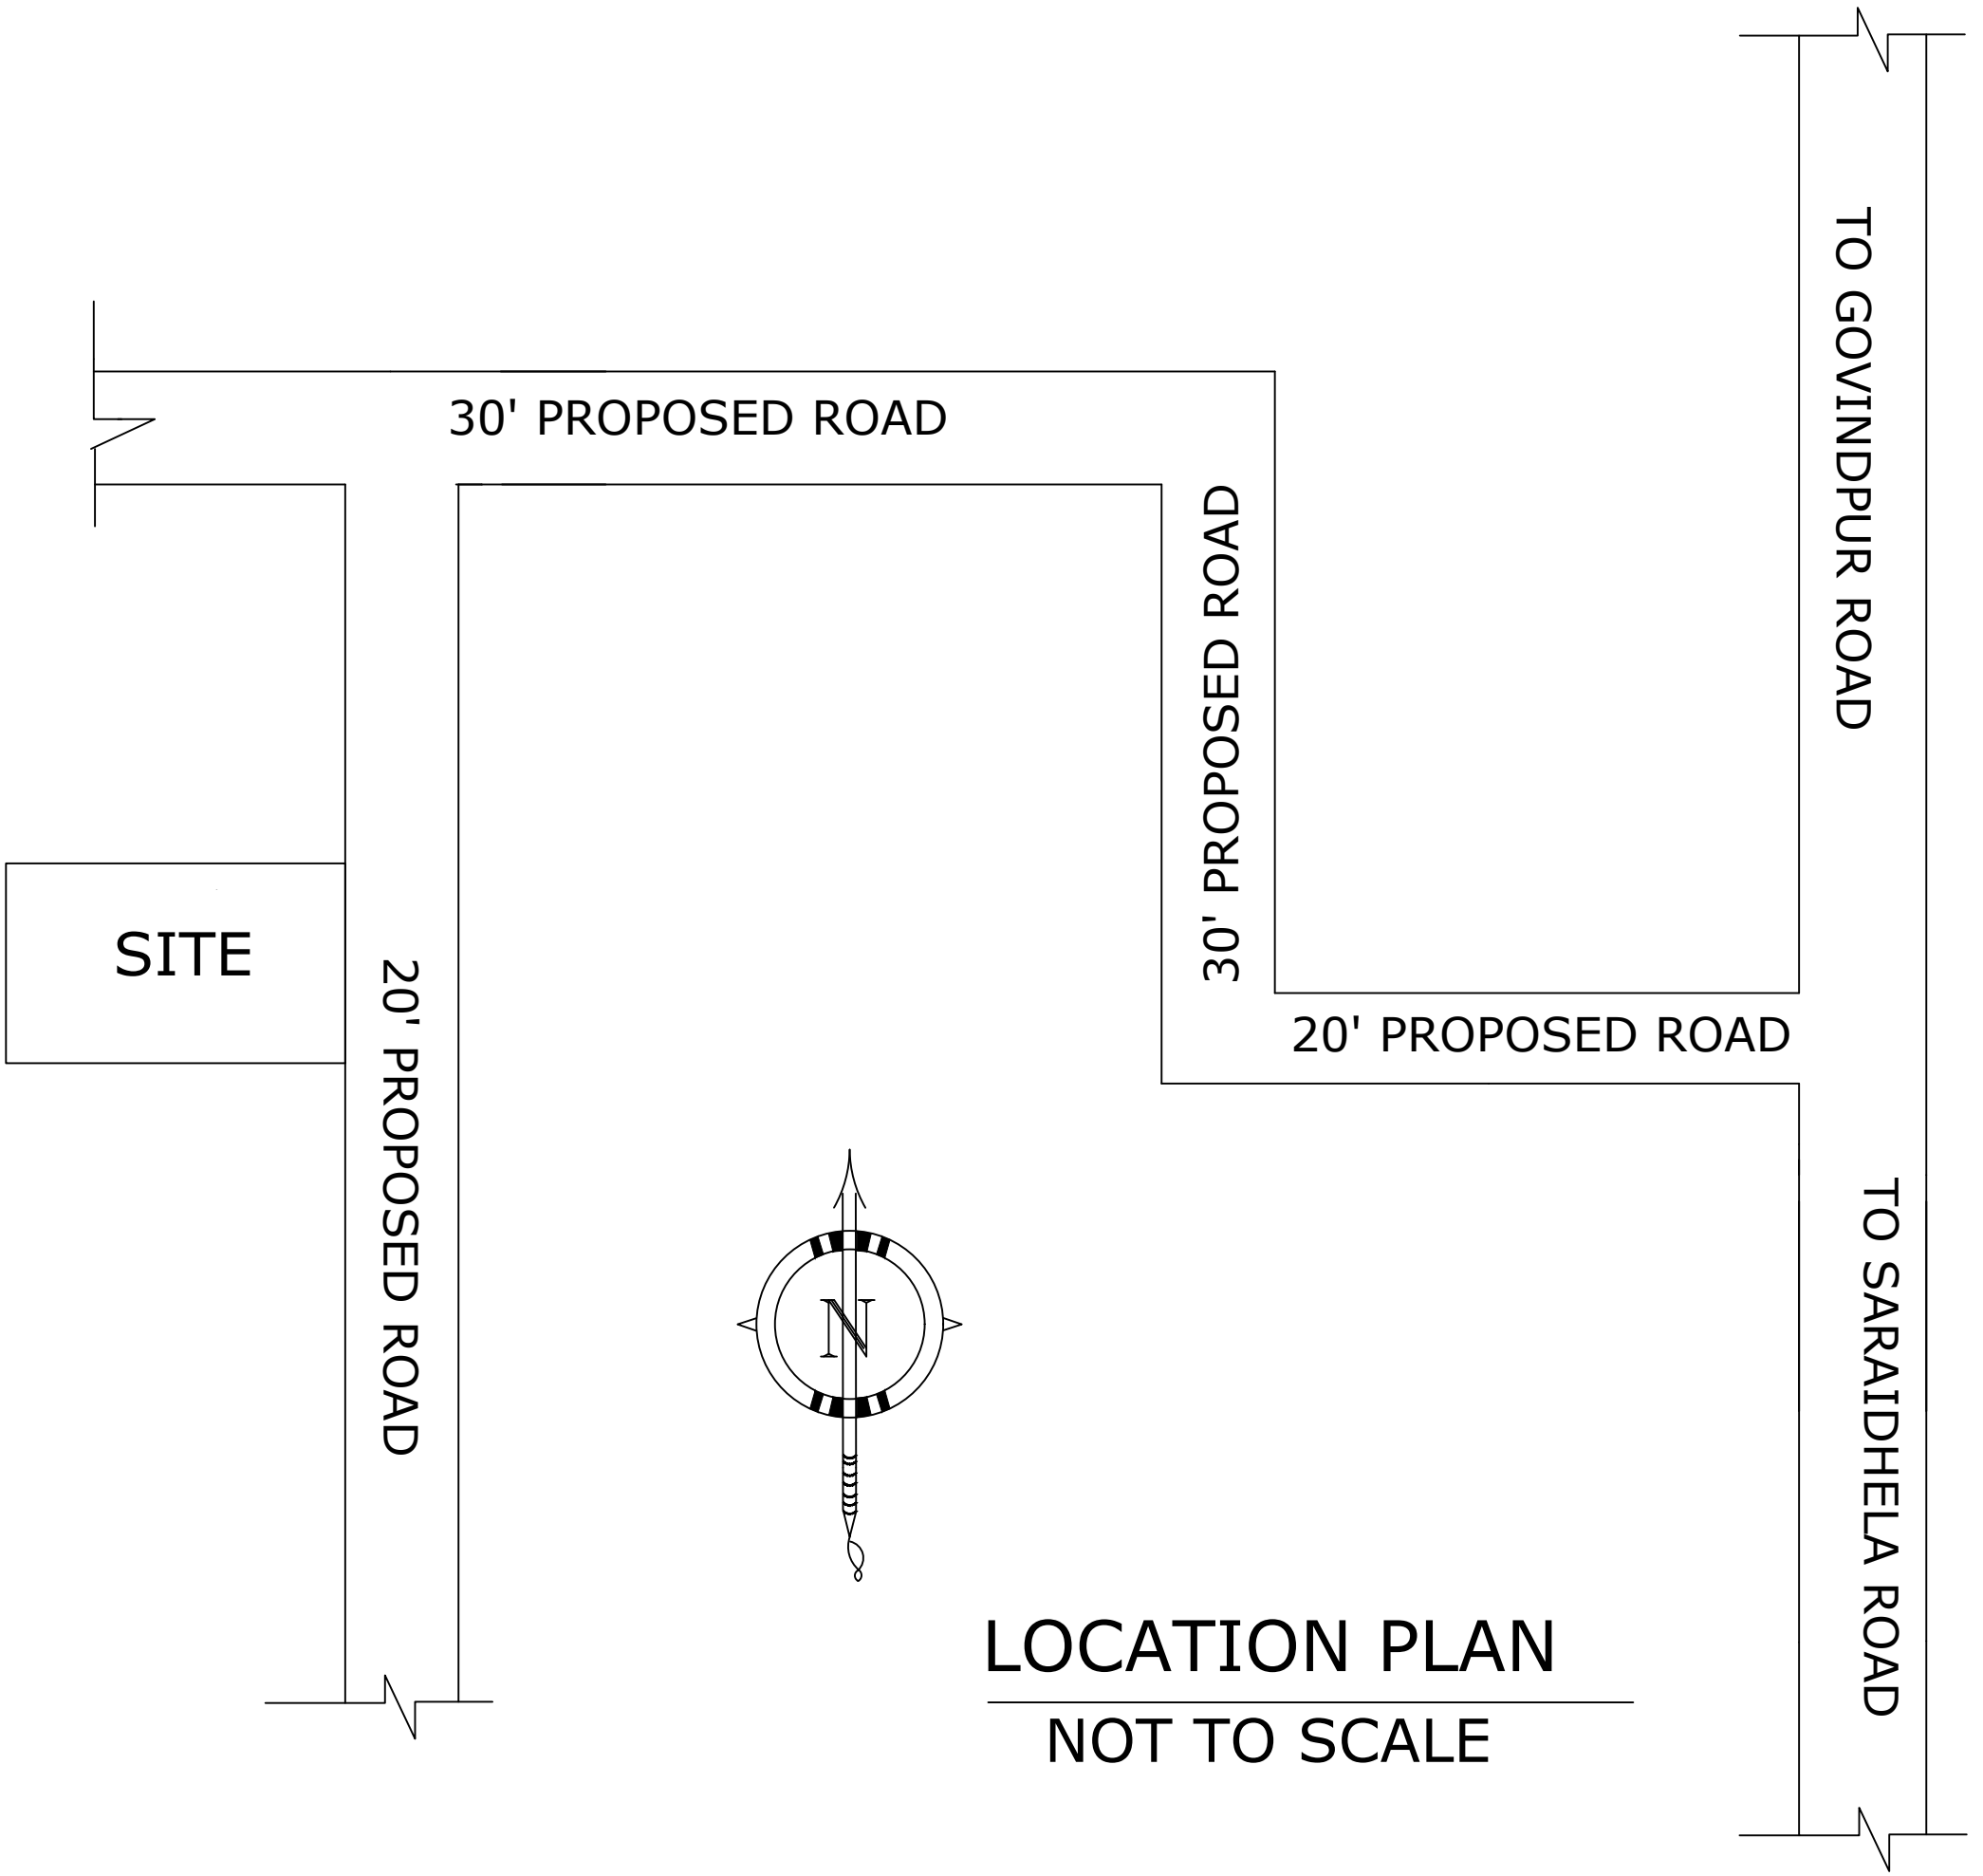 TO GOVINDPUR ROAD
30' PROPOSED ROAD
30' PROPOSED ROAD
SITE
20' PROPOSED ROAD
20' PROPOSED ROAD
TO SARAIDHELA ROAD
N
LOCATION PLAN
NOT TO SCALE